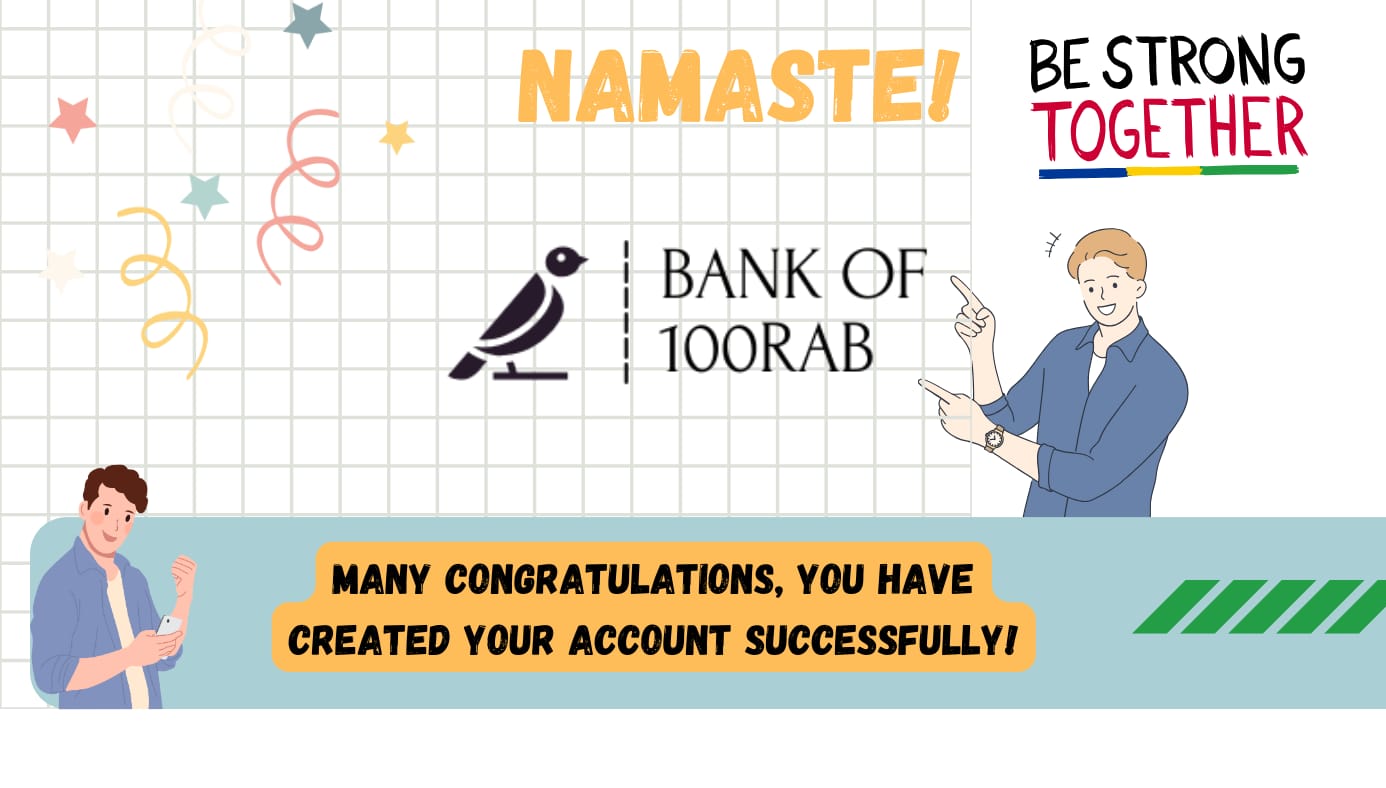 NAMASTE!
BE STRONG
TOGETHER
BANK OF
100RAB
MANY CONGRATULATIONS, YOU HAVE
CREATED YOUR ACCOUNT SUCCESSFULLY!